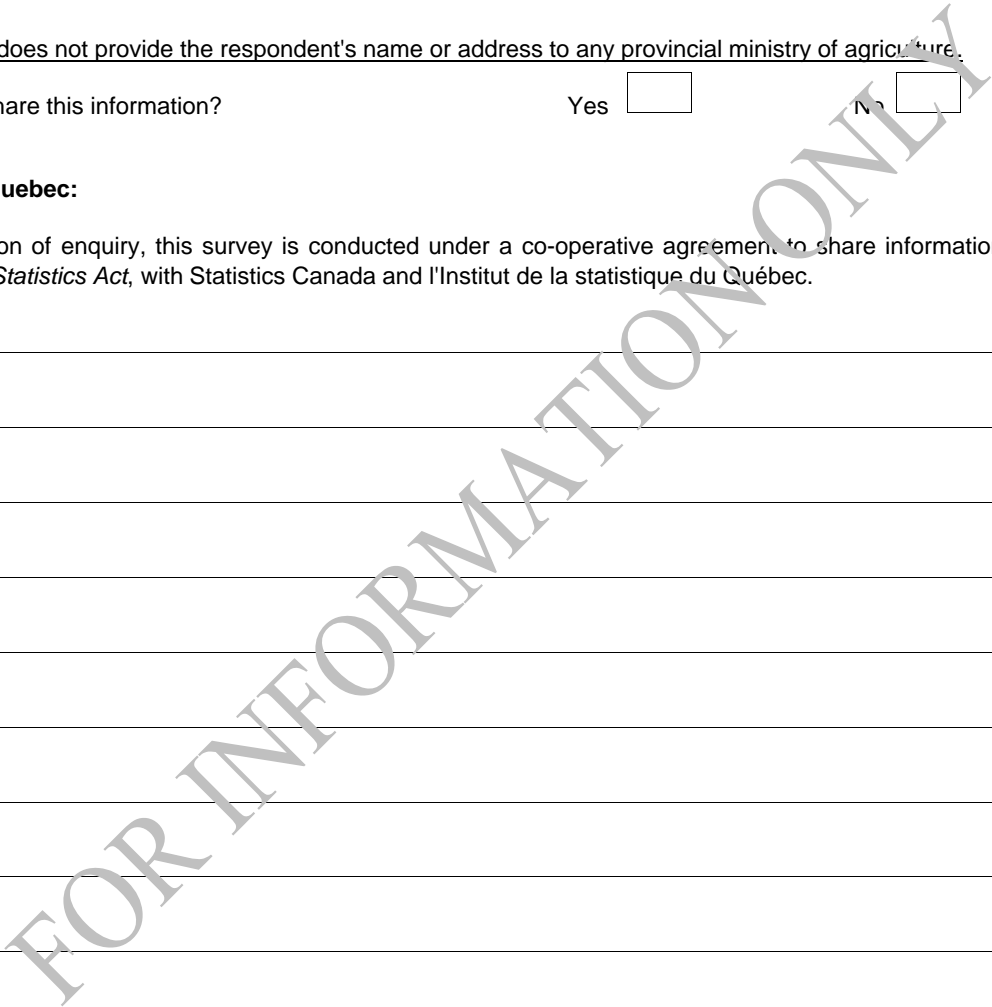 does not provide the respondent's name or address to any provincial ministry of agriculture.
hare this information? Yes No
uebec:
on of enquiry, this survey is conducted under a co-operative agreement to share informatio
Statistics Act, with Statistics Canada and l'Institut de la statistique du Québec.
FOR INFORMATION ONLY